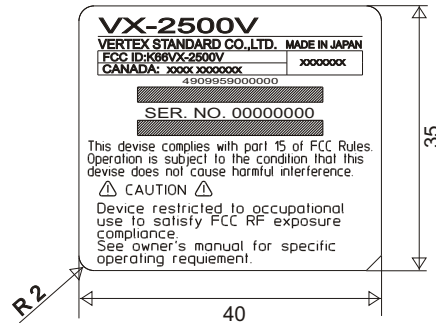 VX-2500V
VERTEX STANDARD CO.,LTD. MADE IN JAPAN
FCC ID:K66VX-2500V
CANADA: xxxx xxxxxxx
xxxxxxx
4909959000000
SER. NO. 00000000
This devise complies with part 15 of FCC Rules.
Operation is subject to the condition that this
device does not cause harmful interference.
⚠ CAUTION ⚠
Device restricted to occupational
use to satisfy FCC RF exposure
compliance.
See owner's manual for specific
operating requiement.
35
R 2
40